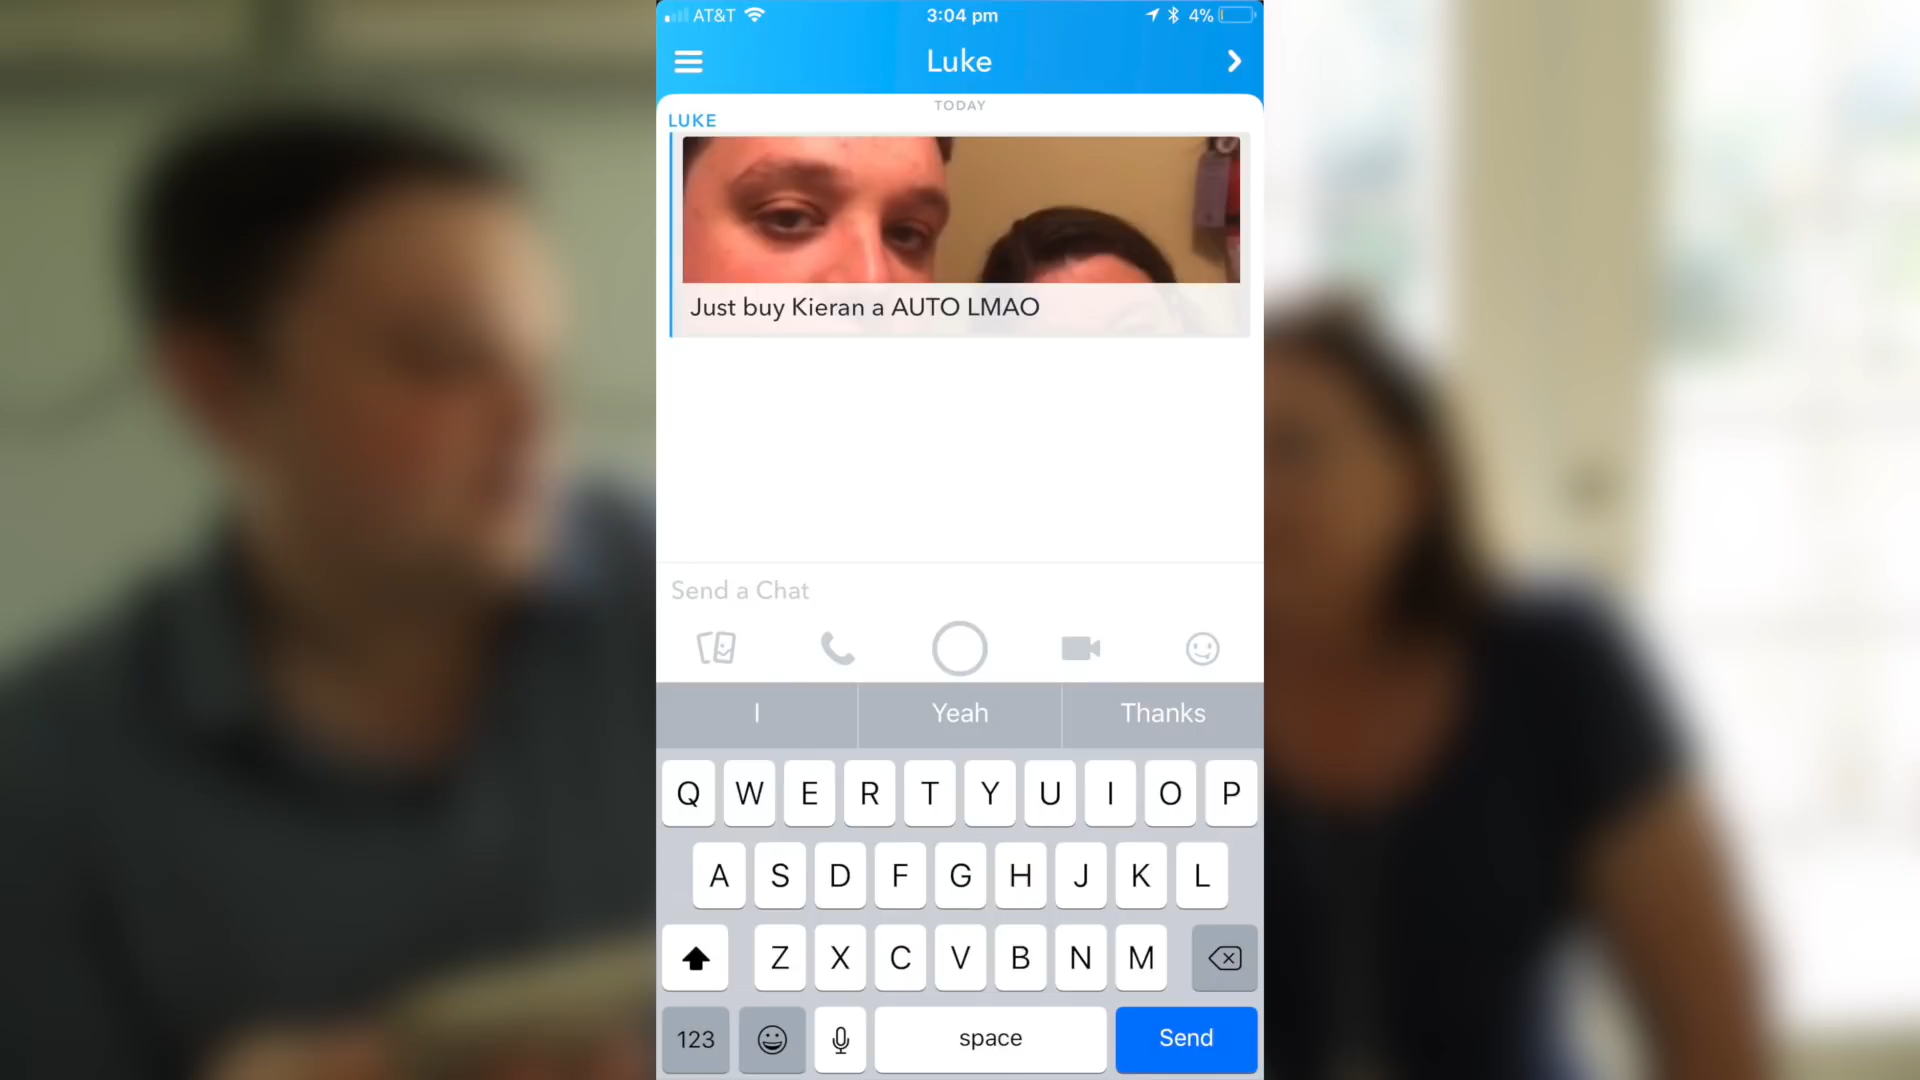 AT&T 3:04 pm 4%
Luke
TODAY
LUKE
Just buy Kieran a AUTO LMAO
Send a Chat
I Yeah Thanks
Q W E R T Y U I O P
A S D F G H J K L
Z X C V B N M
123 space Send